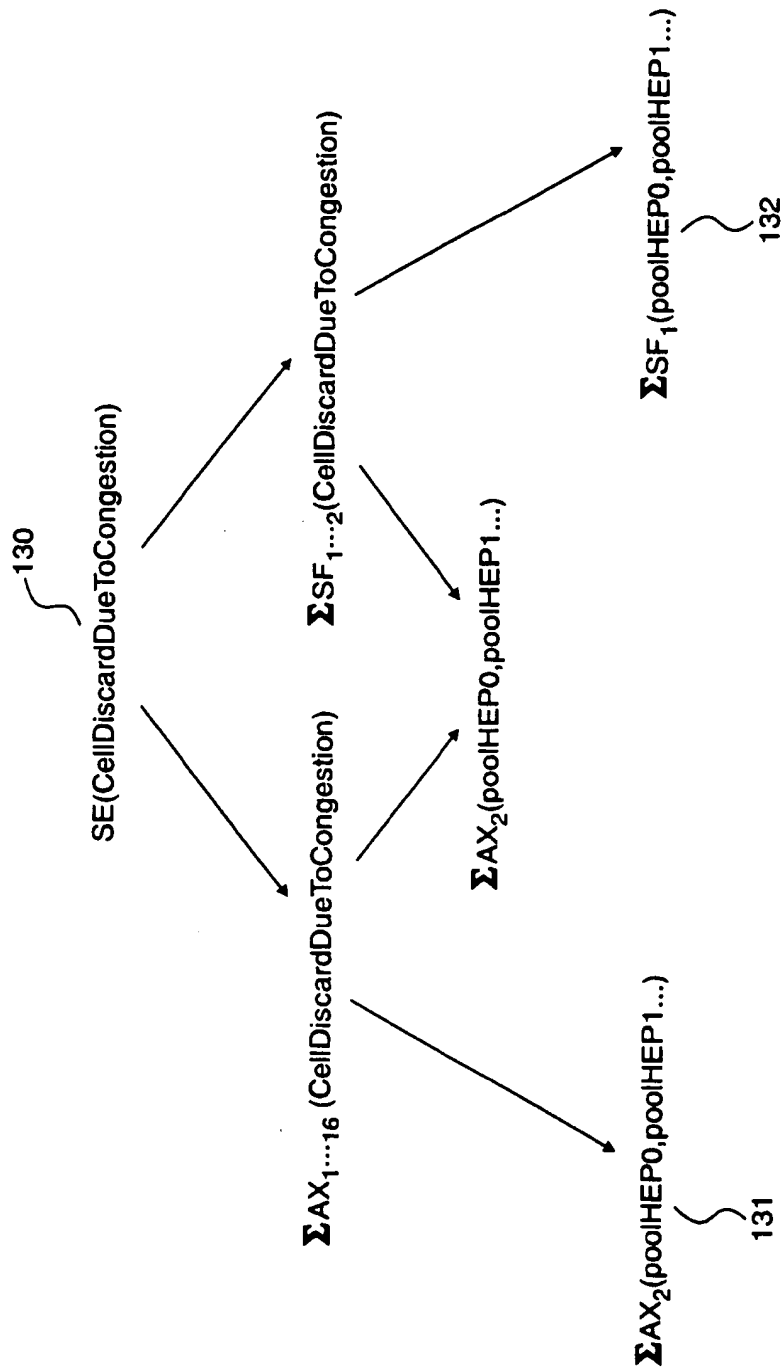 130
SE(CellDiscardDueToCongestion)
ΣAX₁...₁₆ (CellDiscardDueToCongestion)
ΣSF₁...₂(CellDiscardDueToCongestion)
ΣAX₂(poolHEP0,poolHEP1...)
ΣAX₂(poolHEP0,poolHEP1...)
131
ΣSF₁(poolHEP0,poolHEP1...)
132